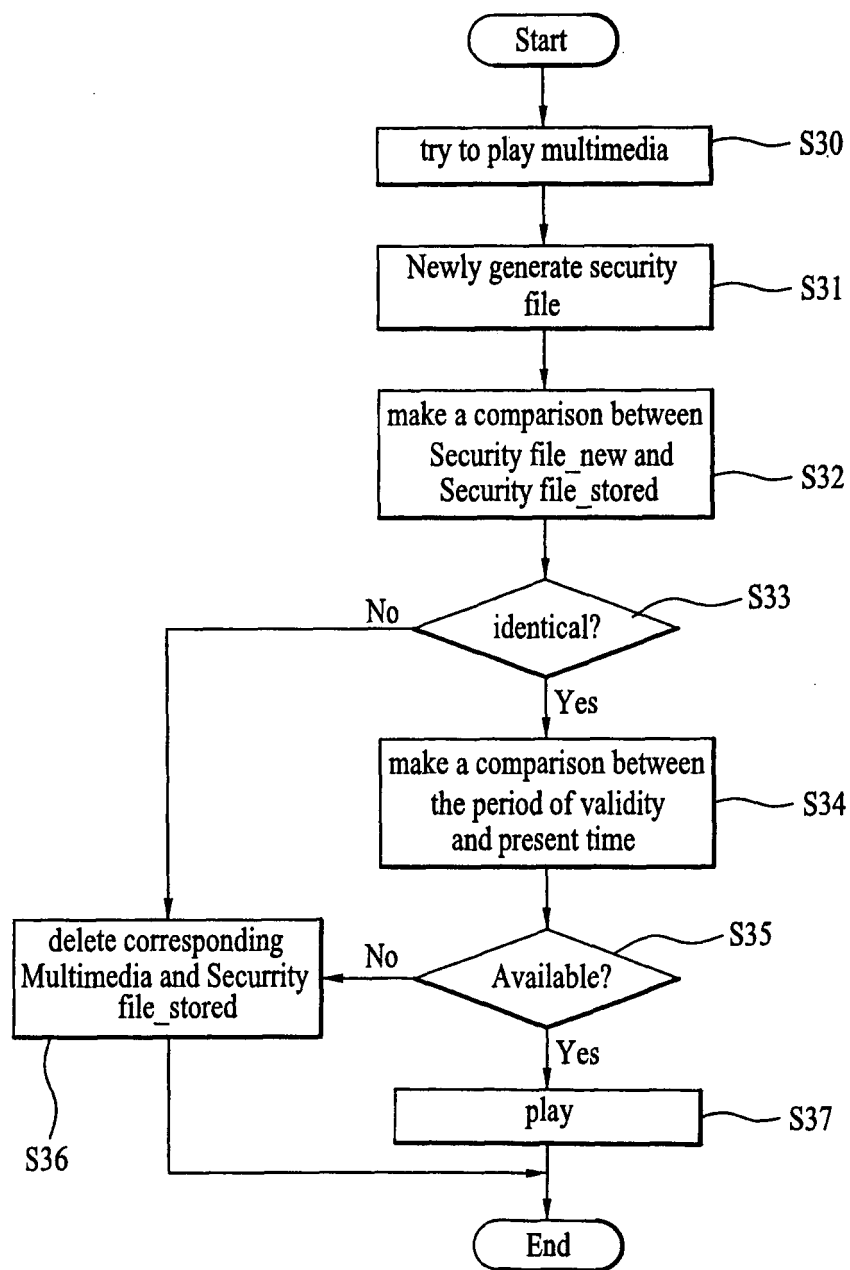 Start
try to play multimedia
S30
Newly generate security
file
S31
make a comparison between
Security file_new and
Security file_stored
S32
identical?
S33
No
Yes
make a comparison between
the period of validity
and present time
S34
Available?
S35
No
Yes
delete corresponding
Multimedia and Securrity
file_stored
S36
play
S37
End